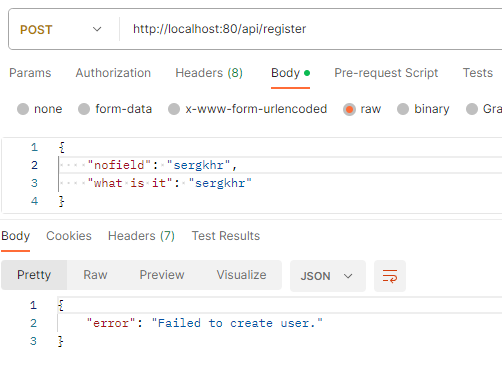 POST http://localhost:80/api/register
Params Authorization Headers (8) Body Pre-request Script Tests
none form-data x-www-form-urlencoded raw binary Gra
1 {
2 "nofield": "sergkhr",
3 "what is it": "sergkhr"
4 }
Body Cookies Headers (7) Test Results
Pretty Raw Preview Visualize JSON
1 {
2 "error": "Failed to create user."
3 }